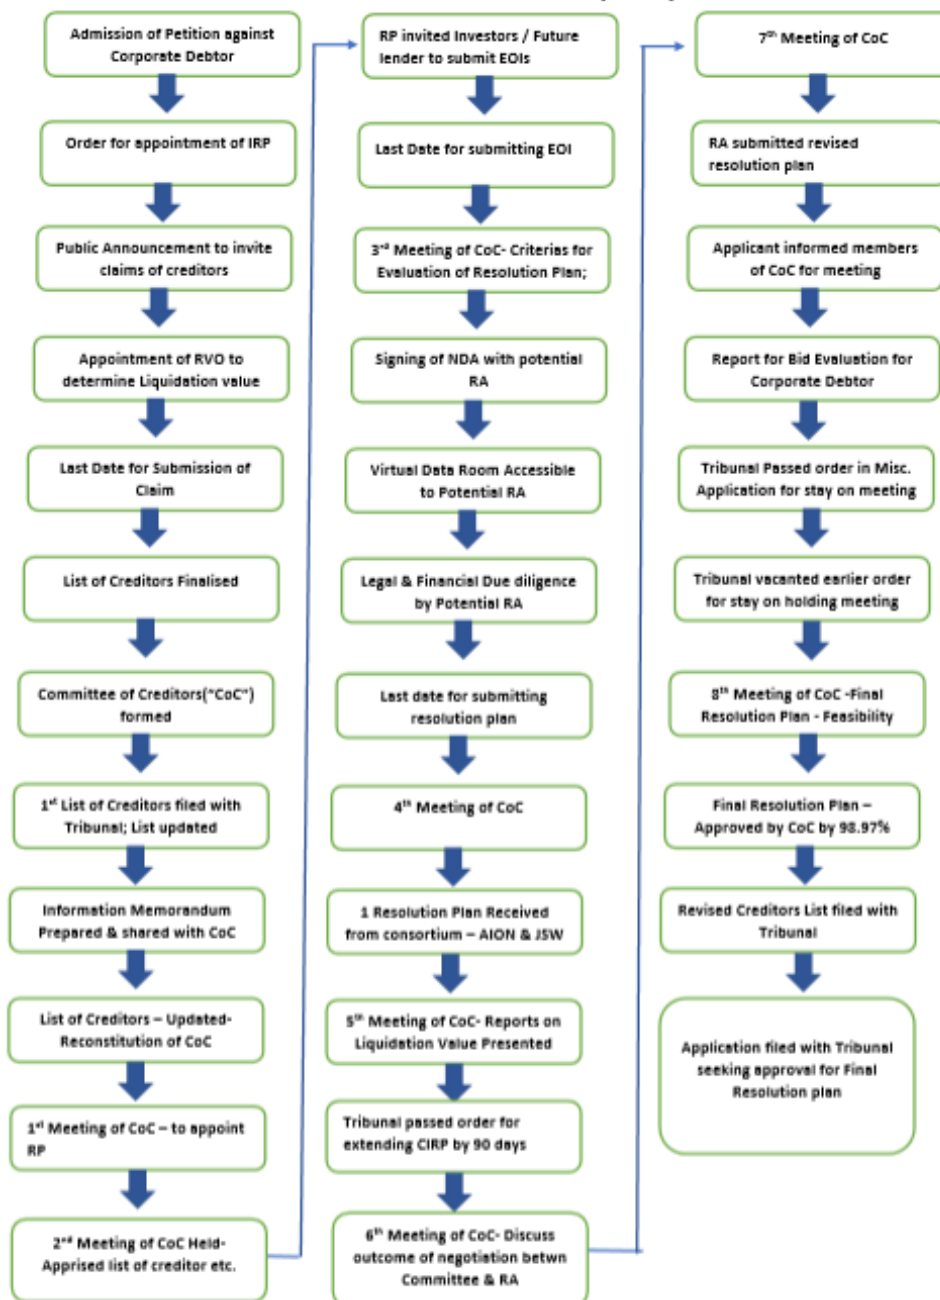 Admission of Petition against
Corporate Debtor
Order for appointment of IRP
Public Announcement to invite
claims of creditors
Appointment of RVO to
determine Liquidation value
Last Date for Submission of
Claim
List of Creditors Finalised
Committee of Creditors("CoC")
formed
1st List of Creditors filed with
Tribunal; List updated
Information Memorandum
Prepared & shared with CoC
List of Creditors – Updated-
Reconstitution of CoC
1st Meeting of CoC – to appoint
RP
2nd Meeting of CoC Held-
Apprised list of creditor etc.
RP invited Investors / Future
lender to submit EOIs
Last Date for submitting EOI
3rd Meeting of CoC- Criterias for
Evaluation of Resolution Plan;
Signing of NDA with potential
RA
Virtual Data Room Accessible
to Potential RA
Legal & Financial Due diligence
by Potential RA
Last date for submitting
resolution plan
4th Meeting of CoC
1 Resolution Plan Received
from consortium – AION & JSW
5th Meeting of CoC- Reports on
Liquidation Value Presented
Tribunal passed order for
extending CIRP by 90 days
6th Meeting of CoC- Discuss
outcome of negotiation betwn
Committee & RA
7th Meeting of CoC
RA submitted revised
resolution plan
Applicant informed members
of CoC for meeting
Report for Bid Evaluation for
Corporate Debtor
Tribunal Passed order in Misc.
Application for stay on meeting
Tribunal vacanted earlier order
for stay on holding meeting
8th Meeting of CoC -Final
Resolution Plan - Feasibility
Final Resolution Plan –
Approved by CoC by 98.97%
Revised Creditors List filed with
Tribunal
Application filed with Tribunal
seeking approval for Final
Resolution plan